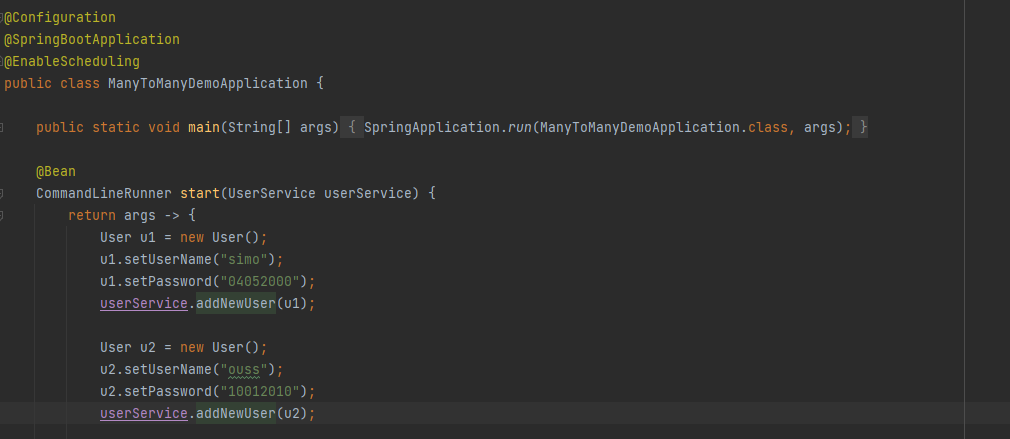 @Configuration
@SpringBootApplication
@EnableScheduling
public class ManyToManyDemoApplication {
public static void main(String[] args) { SpringApplication.run(ManyToManyDemoApplication.class, args); }
@Bean
CommandLineRunner start(UserService userService) {
return args -> {
User u1 = new User();
u1.setUserName("simo");
u1.setPassword("04052000");
userService.addNewUser(u1);
User u2 = new User();
u2.setUserName("ouss");
u2.setPassword("10012010");
userService.addNewUser(u2);